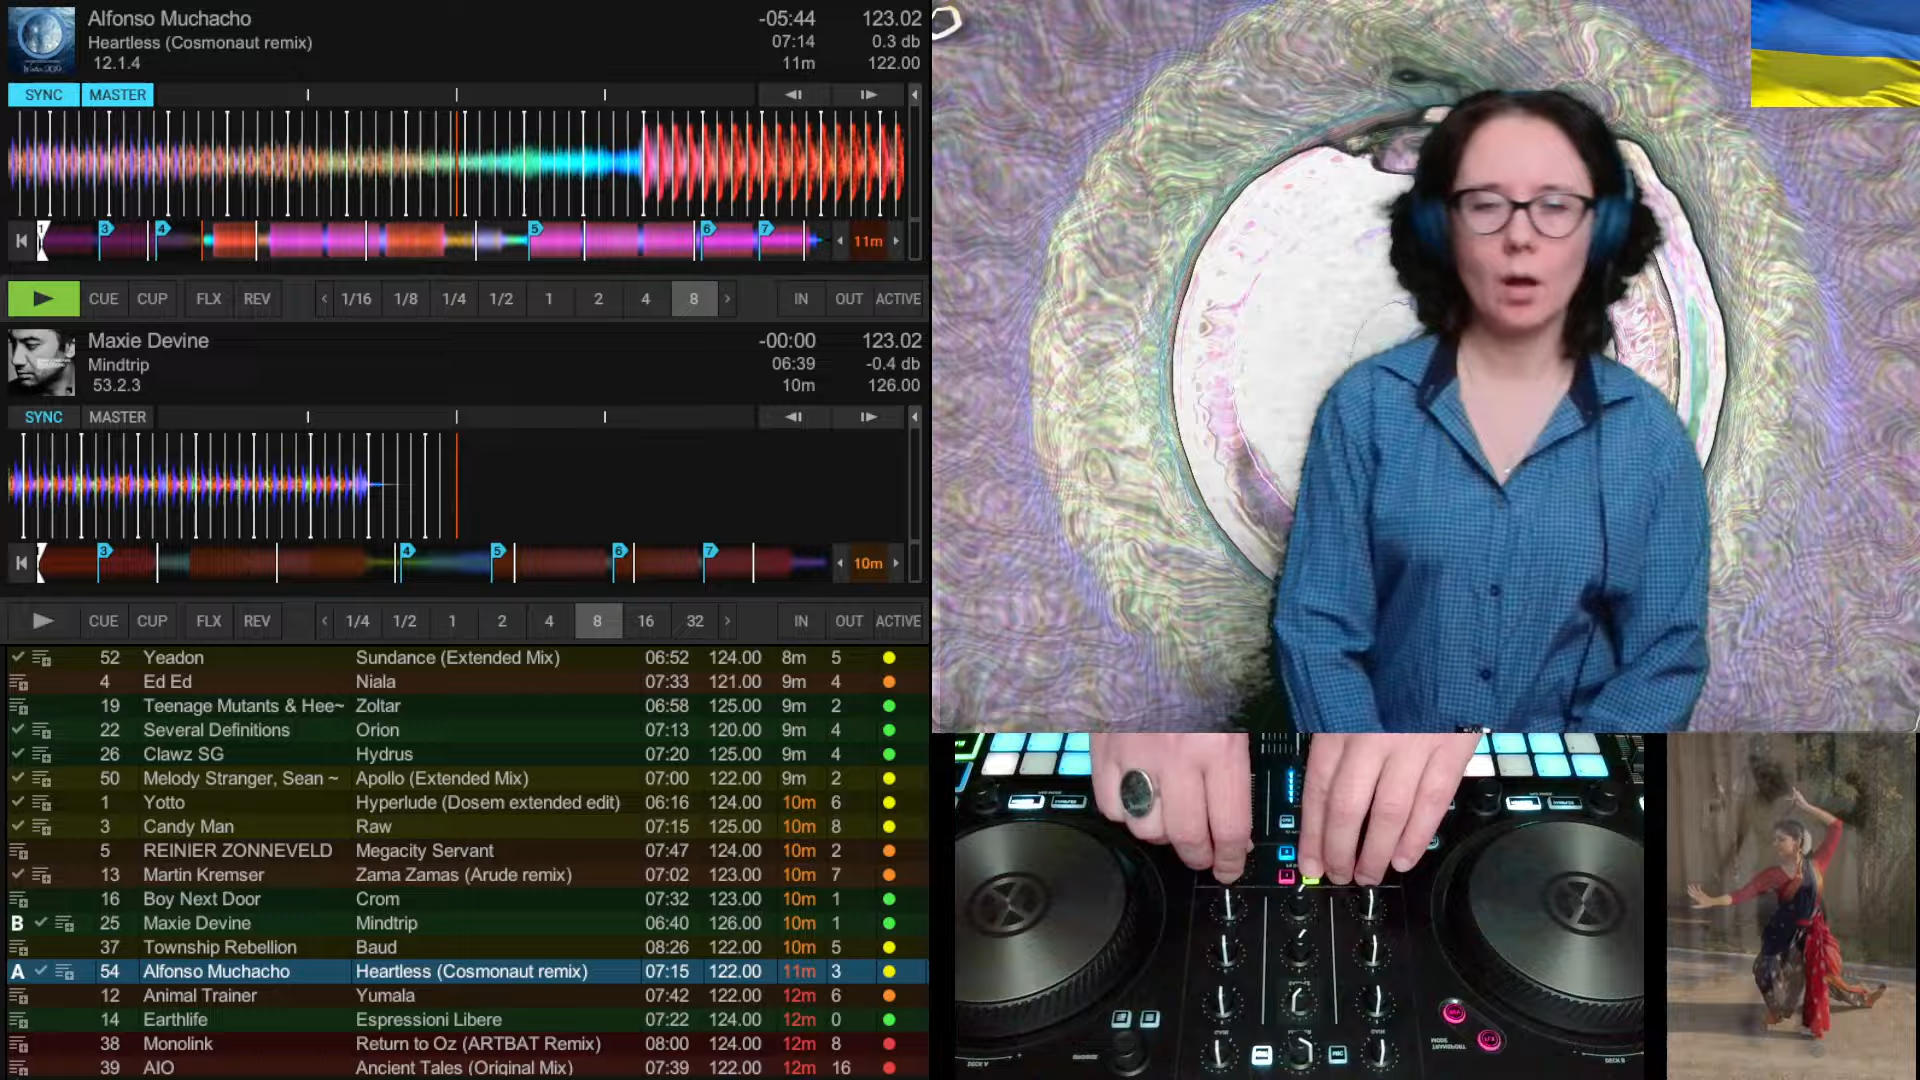 Alfonso Muchacho -05:44 123.02
Heartless (Cosmonaut remix) 07:14 0.3 db
12.1.4 11m 122.00
SYNC MASTER
1 3 4 5 6 7 11m
CUE CUP FLX REV 1/16 1/8 1/4 1/2 1 2 4 8 IN OUT ACTIVE
Maxie Devine -00:00 123.02
Mindtrip 06:39 -0.4 db
53.2.3 10m 126.00
SYNC MASTER
3 4 5 6 7 10m
CUE CUP FLX REV 1/4 1/2 1 2 4 8 16 32 IN OUT ACTIVE
52 Yeadon Sundance (Extended Mix) 06:52 124.00 8m 5
4 Ed Ed Niala 07:33 121.00 9m 4
19 Teenage Mutants & Hee~ Zoltar 06:58 125.00 9m 2
22 Several Definitions Orion 07:13 120.00 9m 4
26 Clawz SG Hydrus 07:20 125.00 9m 4
50 Melody Stranger, Sean ~ Apollo (Extended Mix) 07:00 122.00 9m 2
1 Yotto Hyperlude (Dosem extended edit) 06:16 124.00 10m 6
3 Candy Man Raw 07:15 125.00 10m 8
5 REINIER ZONNEVELD Megacity Servant 07:47 124.00 10m 2
13 Martin Kremser Zama Zamas (Arude remix) 07:02 123.00 10m 7
16 Boy Next Door Crom 07:32 123.00 10m 1
B 25 Maxie Devine Mindtrip 06:40 126.00 10m 1
37 Township Rebellion Baud 08:26 122.00 10m 5
A 54 Alfonso Muchacho Heartless (Cosmonaut remix) 07:15 122.00 11m 3
12 Animal Trainer Yumala 07:42 122.00 12m 6
14 Earthlife Espressioni Libere 07:22 124.00 12m 0
38 Monolink Return to Oz (ARTBAT Remix) 08:00 124.00 12m 8
39 AIO Ancient Tales (Original Mix) 07:39 122.00 12m 16
DECK A
DECK B